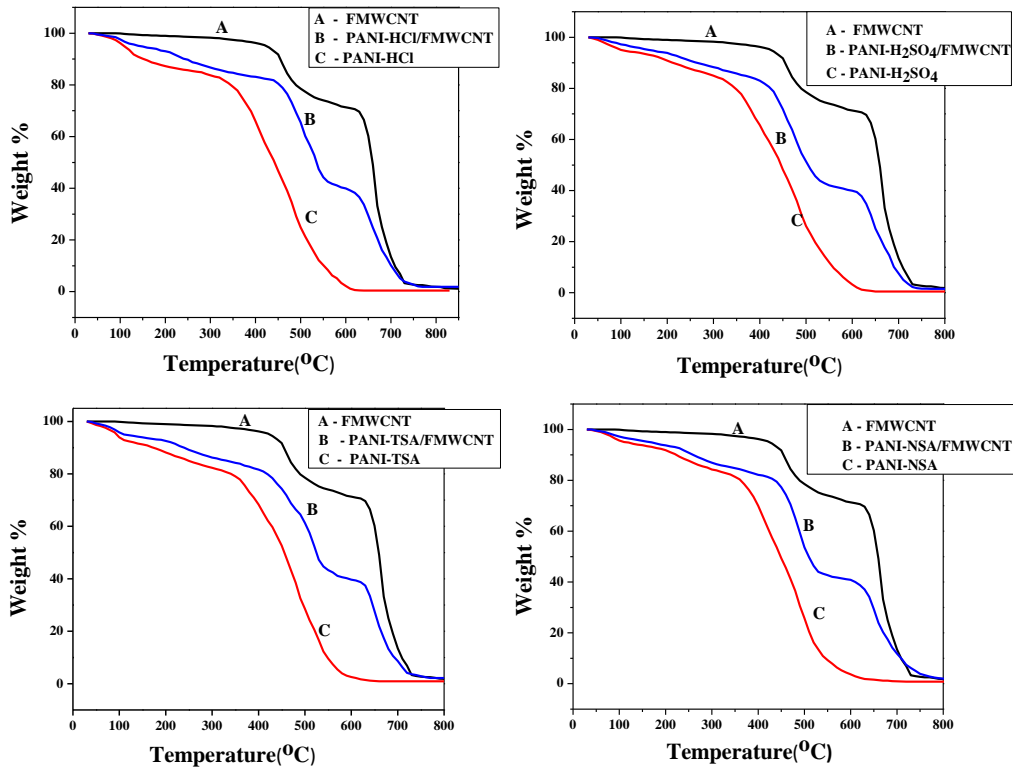 A - FMWCNT
B - PANI-HCl/FMWCNT
C - PANI-HCl
A
B
C
Weight %
100
80
60
40
20
0
0 100 200 300 400 500 600 700 800
Temperature(⁰C)
A - FMWCNT
B - PANI-H₂SO₄/FMWCNT
C - PANI-H₂SO₄
A
B
C
Weight %
100
80
60
40
20
0
0 100 200 300 400 500 600 700 800
Temperature(⁰C)
A - FMWCNT
B - PANI-TSA/FMWCNT
C - PANI-TSA
A
B
C
Weight %
100
80
60
40
20
0
0 100 200 300 400 500 600 700 800
Temperature(⁰C)
A - FMWCNT
B - PANI-NSA/FMWCNT
C - PANI-NSA
A
B
C
Weight %
100
80
60
40
20
0
0 100 200 300 400 500 600 700 800
Temperature(⁰C)